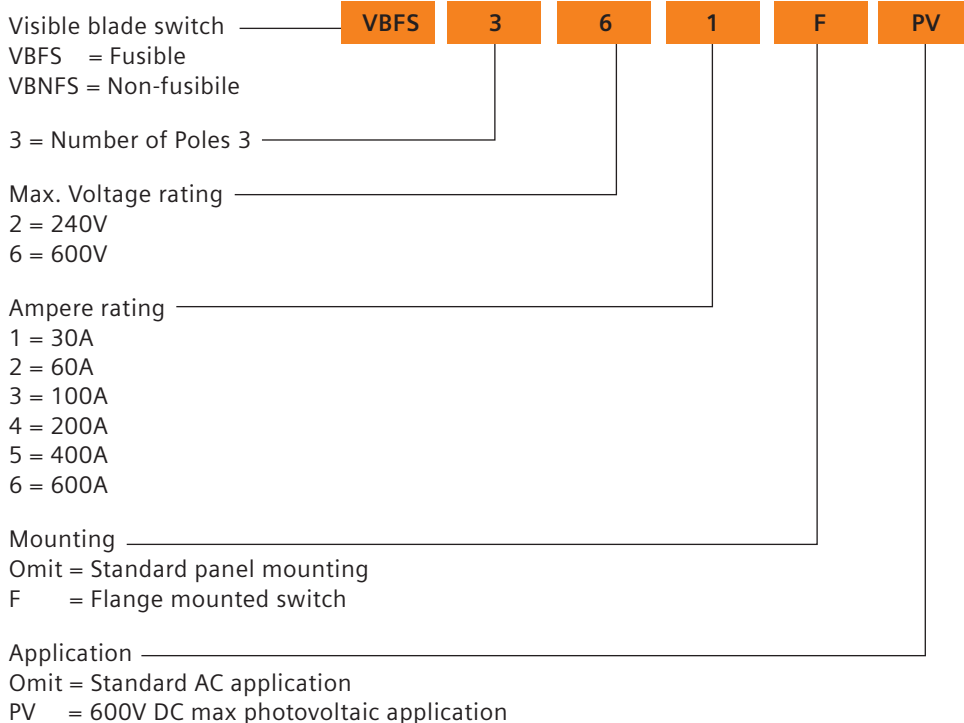 Visible blade switch VBFS 3 6 1 F PV
VBFS = Fusible
VBNFS = Non-fusibile
3 = Number of Poles 3
Max. Voltage rating
2 = 240V
6 = 600V
Ampere rating
1 = 30A
2 = 60A
3 = 100A
4 = 200A
5 = 400A
6 = 600A
Mounting
Omit = Standard panel mounting
F = Flange mounted switch
Application
Omit = Standard AC application
PV = 600V DC max photovoltaic application